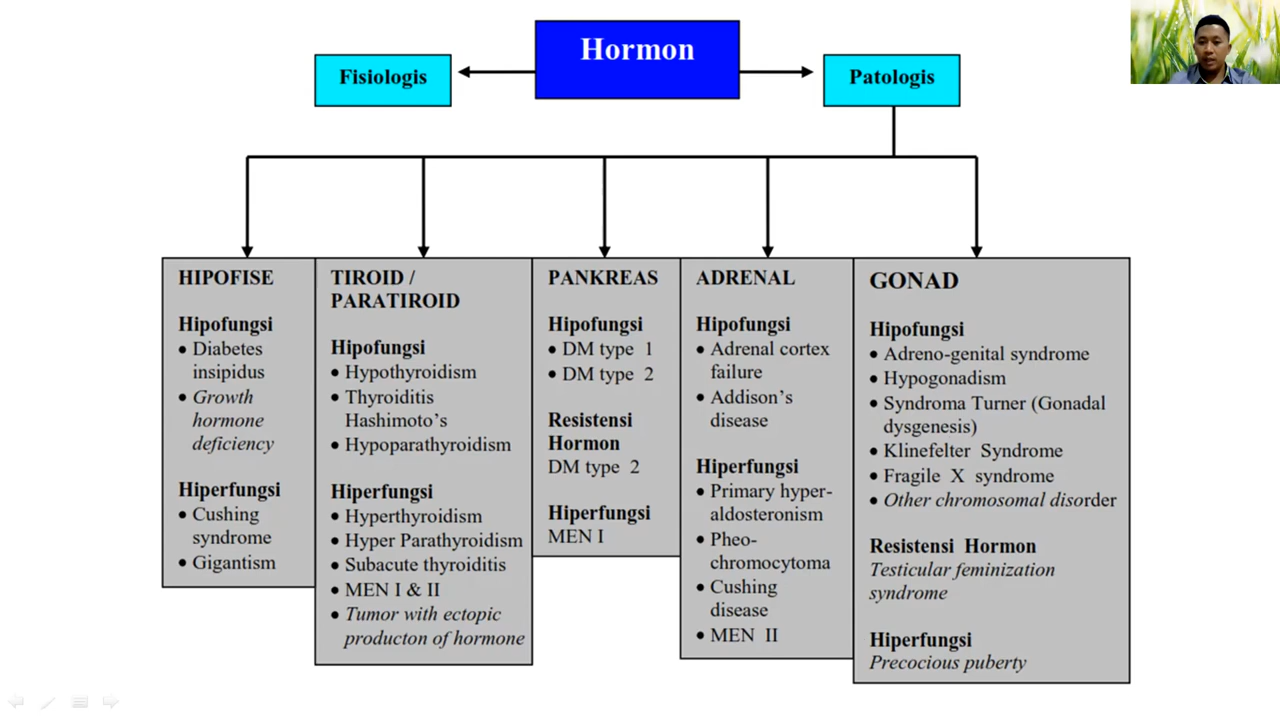 Hormon
Fisiologis
Patologis
HIPOFISE
Hipofungsi
• Diabetes
insipidus
• Growth
hormone
deficiency
Hiperfungsi
• Cushing
syndrome
• Gigantism
TIROID /
PARATIROID
Hipofungsi
• Hypothyroidism
• Thyroiditis
Hashimoto’s
• Hypoparathyroidism
Hiperfungsi
• Hyperthyroidism
• Hyper Parathyroidism
• Subacute thyroiditis
• MEN I & II
• Tumor with ectopic
producton of hormone
PANKREAS
Hipofungsi
• DM type 1
• DM type 2
Resistensi
Hormon
DM type 2
Hiperfungsi
MEN I
ADRENAL
Hipofungsi
• Adrenal cortex
failure
• Addison’s
disease
Hiperfungsi
• Primary hyper-
aldosteronism
• Pheo-
chromocytoma
• Cushing
disease
• MEN II
GONAD
Hipofungsi
• Adreno-genital syndrome
• Hypogonadism
• Syndroma Turner (Gonadal
dysgenesis)
• Klinefelter Syndrome
• Fragile X syndrome
• Other chromosomal disorder
Resistensi Hormon
Testicular feminization
syndrome
Hiperfungsi
Precocious puberty